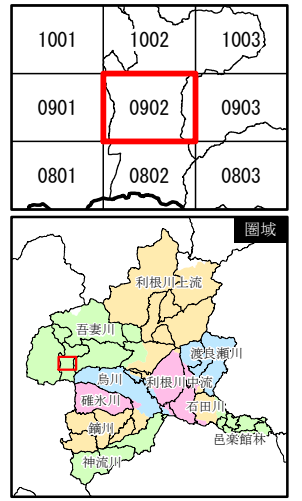 1001 1002 1003
0901 0902 0903
0801 0802 0803
圏域
利根川上流
吾妻川
渡良瀬川
烏川 利根川中流
碓氷川
石田川
鏑川
邑楽館林
神流川